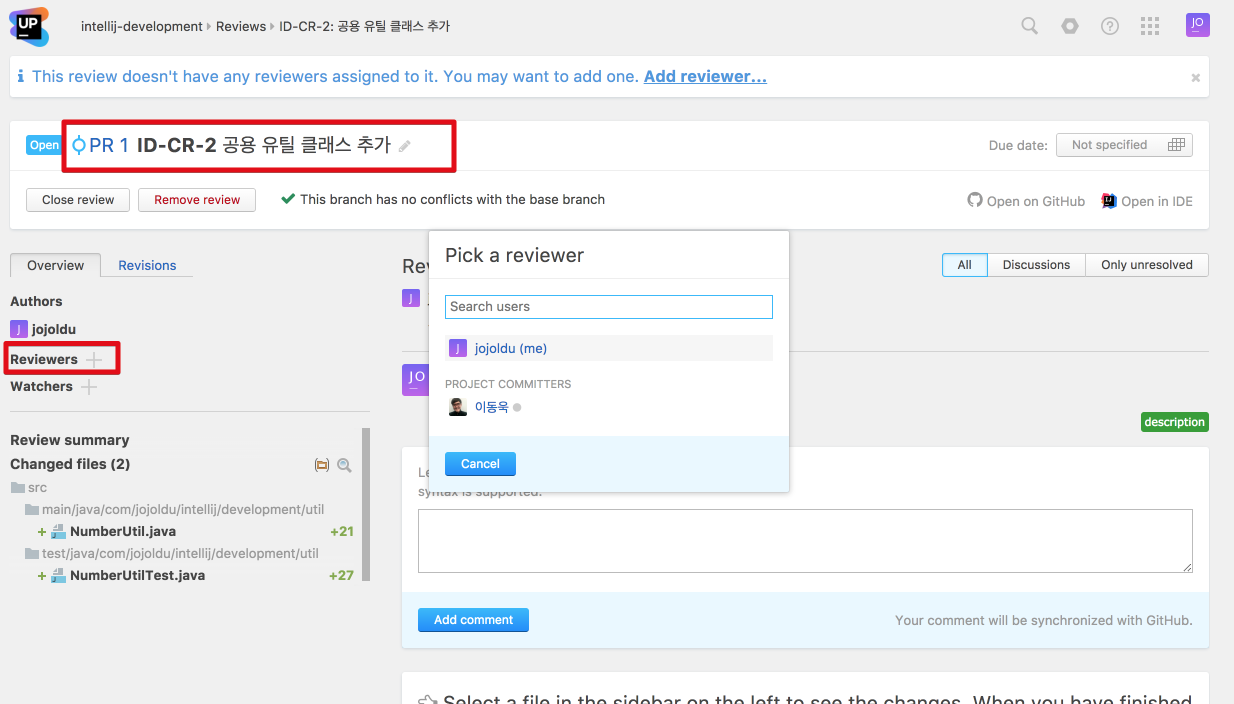 UP
intellij-development Reviews ID-CR-2: 공용 유틸 클래스 추가
JO
This review doesn't have any reviewers assigned to it. You may want to add one. Add reviewer...
Open PR 1 ID-CR-2 공용 유틸 클래스 추가
Due date: Not specified
Close review Remove review This branch has no conflicts with the base branch
Open on GitHub Open in IDE
Overview Revisions
All Discussions Only unresolved
Authors
J jojoldu
Reviewers
Watchers
Review summary
Changed files (2)
src
main/java/com/jojoldu/intellij/development/util
+ NumberUtil.java +21
test/java/com/jojoldu/intellij/development/util
+ NumberUtilTest.java +27
Rev
J
JO
Pick a reviewer
Search users
J jojoldu (me)
PROJECT COMMITTERS
이동욱
Cancel
description
syntax is supported.
Add comment
Your comment will be synchronized with GitHub.
Select a file in the sidebar on the left to see the changes. When you have finished